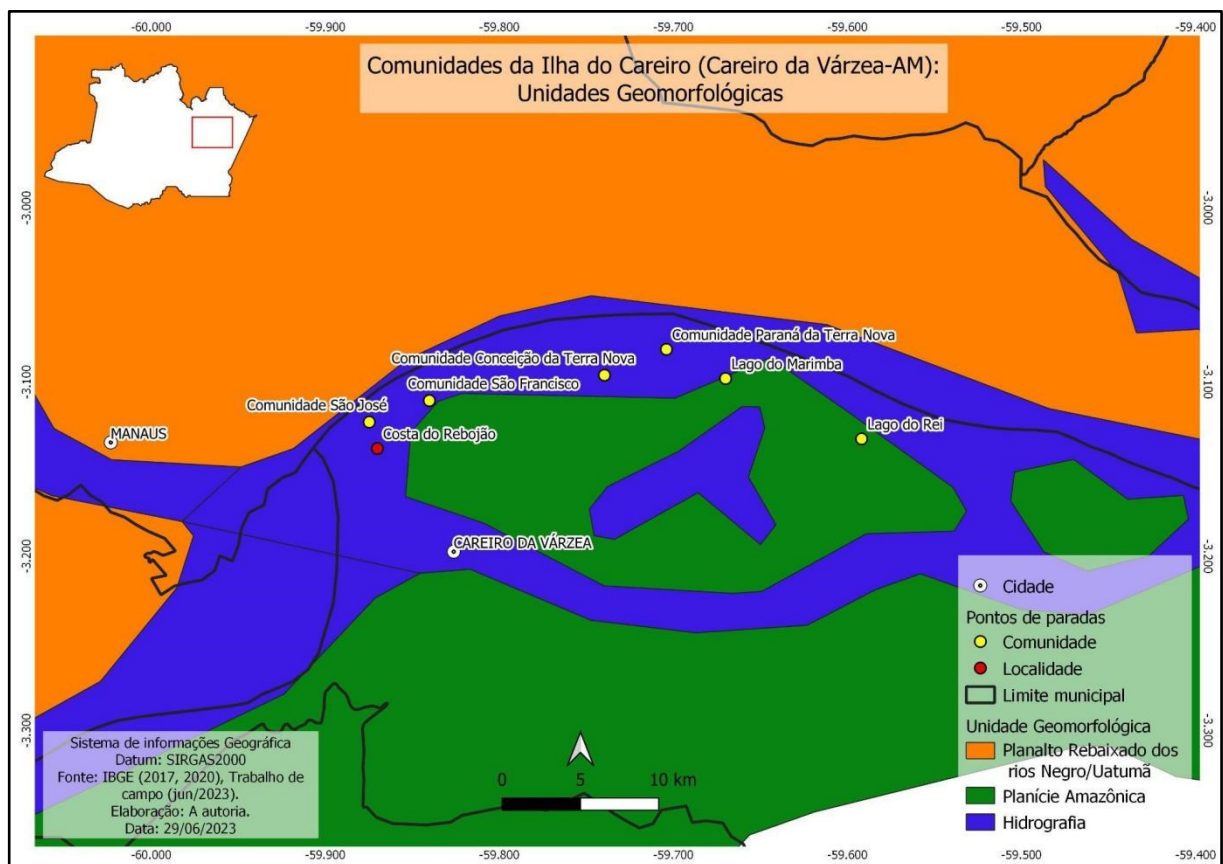 -60.000
-59.900
-59.800
-59.700
-59.600
-59.500
-59.400
Comunidades da Ilha do Careiro (Careiro da Várzea-AM):
Unidades Geomorfológicas
-3.000
-3.000
Comunidade Paraná da Terra Nova
Comunidade Conceição da Terra Nova
Lago do Marimba
-3.100
-3.100
Comunidade São Francisco
Comunidade São José
Lago do Rei
MANAUS
Costa do Rebojão
CAREIRO DA VÁRZEA
-3.200
-3.200
Cidade
Pontos de paradas
Comunidade
Localidade
Limite municipal
Unidade Geomorfológica
Planalto Rebaixado dos
rios Negro/Uatumã
Planície Amazônica
Hidrografia
-3.300
-3.300
Sistema de informações Geográfica
Datum: SIRGAS2000
Fonte: IBGE (2017, 2020), Trabalho de
campo (jun/2023).
Elaboração: A autoria.
Data: 29/06/2023
0 5 10 km
-60.000
-59.900
-59.800
-59.700
-59.600
-59.500
-59.400